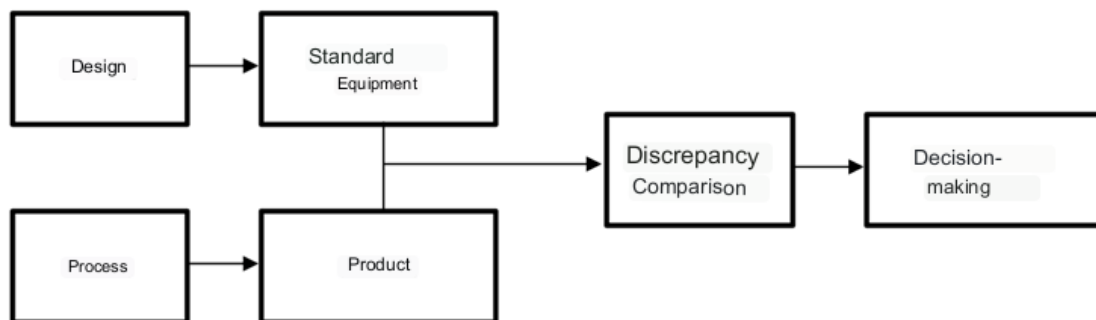 Design
Standard
Equipment
Discrepancy
Comparison
Decision-
making
Process
Product